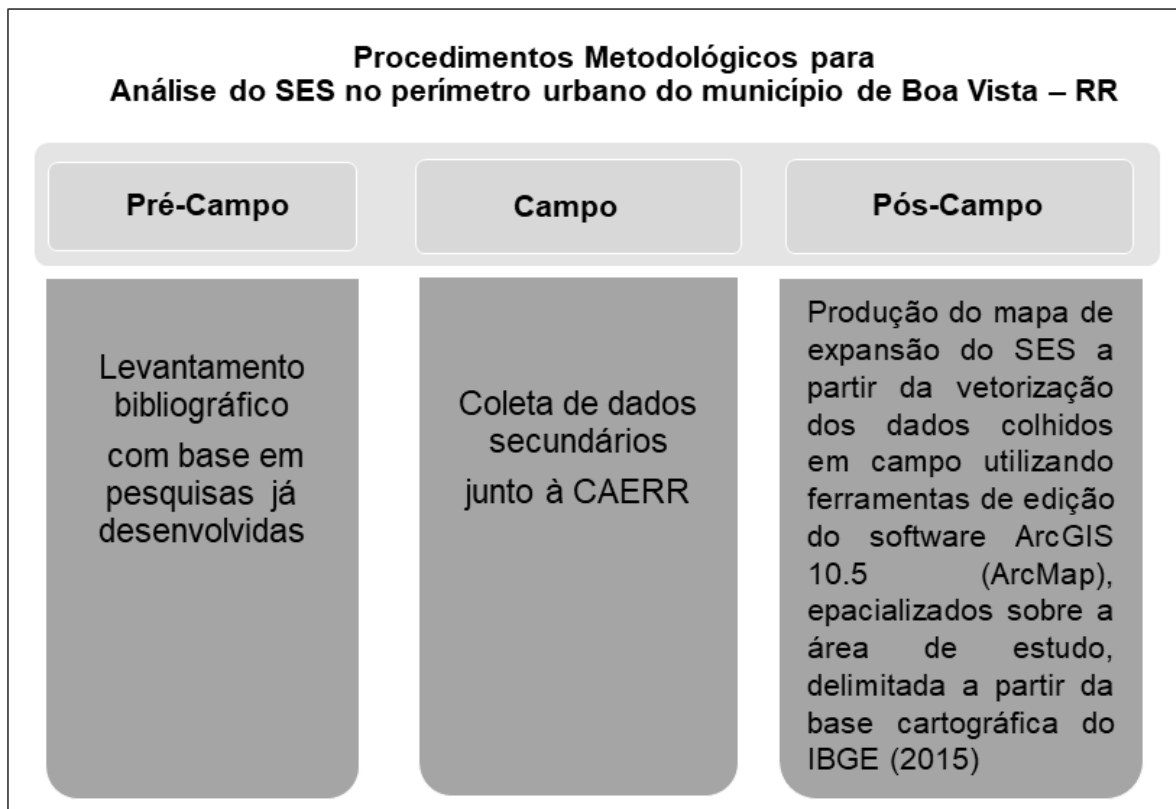 Procedimentos Metodológicos para
Análise do SES no perímetro urbano do município de Boa Vista – RR
Pré-Campo
Campo
Pós-Campo
Levantamento
bibliográfico
com base em
pesquisas já
desenvolvidas
Coleta de dados
secundários
junto à CAERR
Produção do mapa de
expansão do SES a
partir da vetorização
dos dados colhidos
em campo utilizando
ferramentas de edição
do software ArcGIS
10.5 (ArcMap),
epacializados sobre a
área de estudo,
delimitada a partir da
base cartográfica do
IBGE (2015)